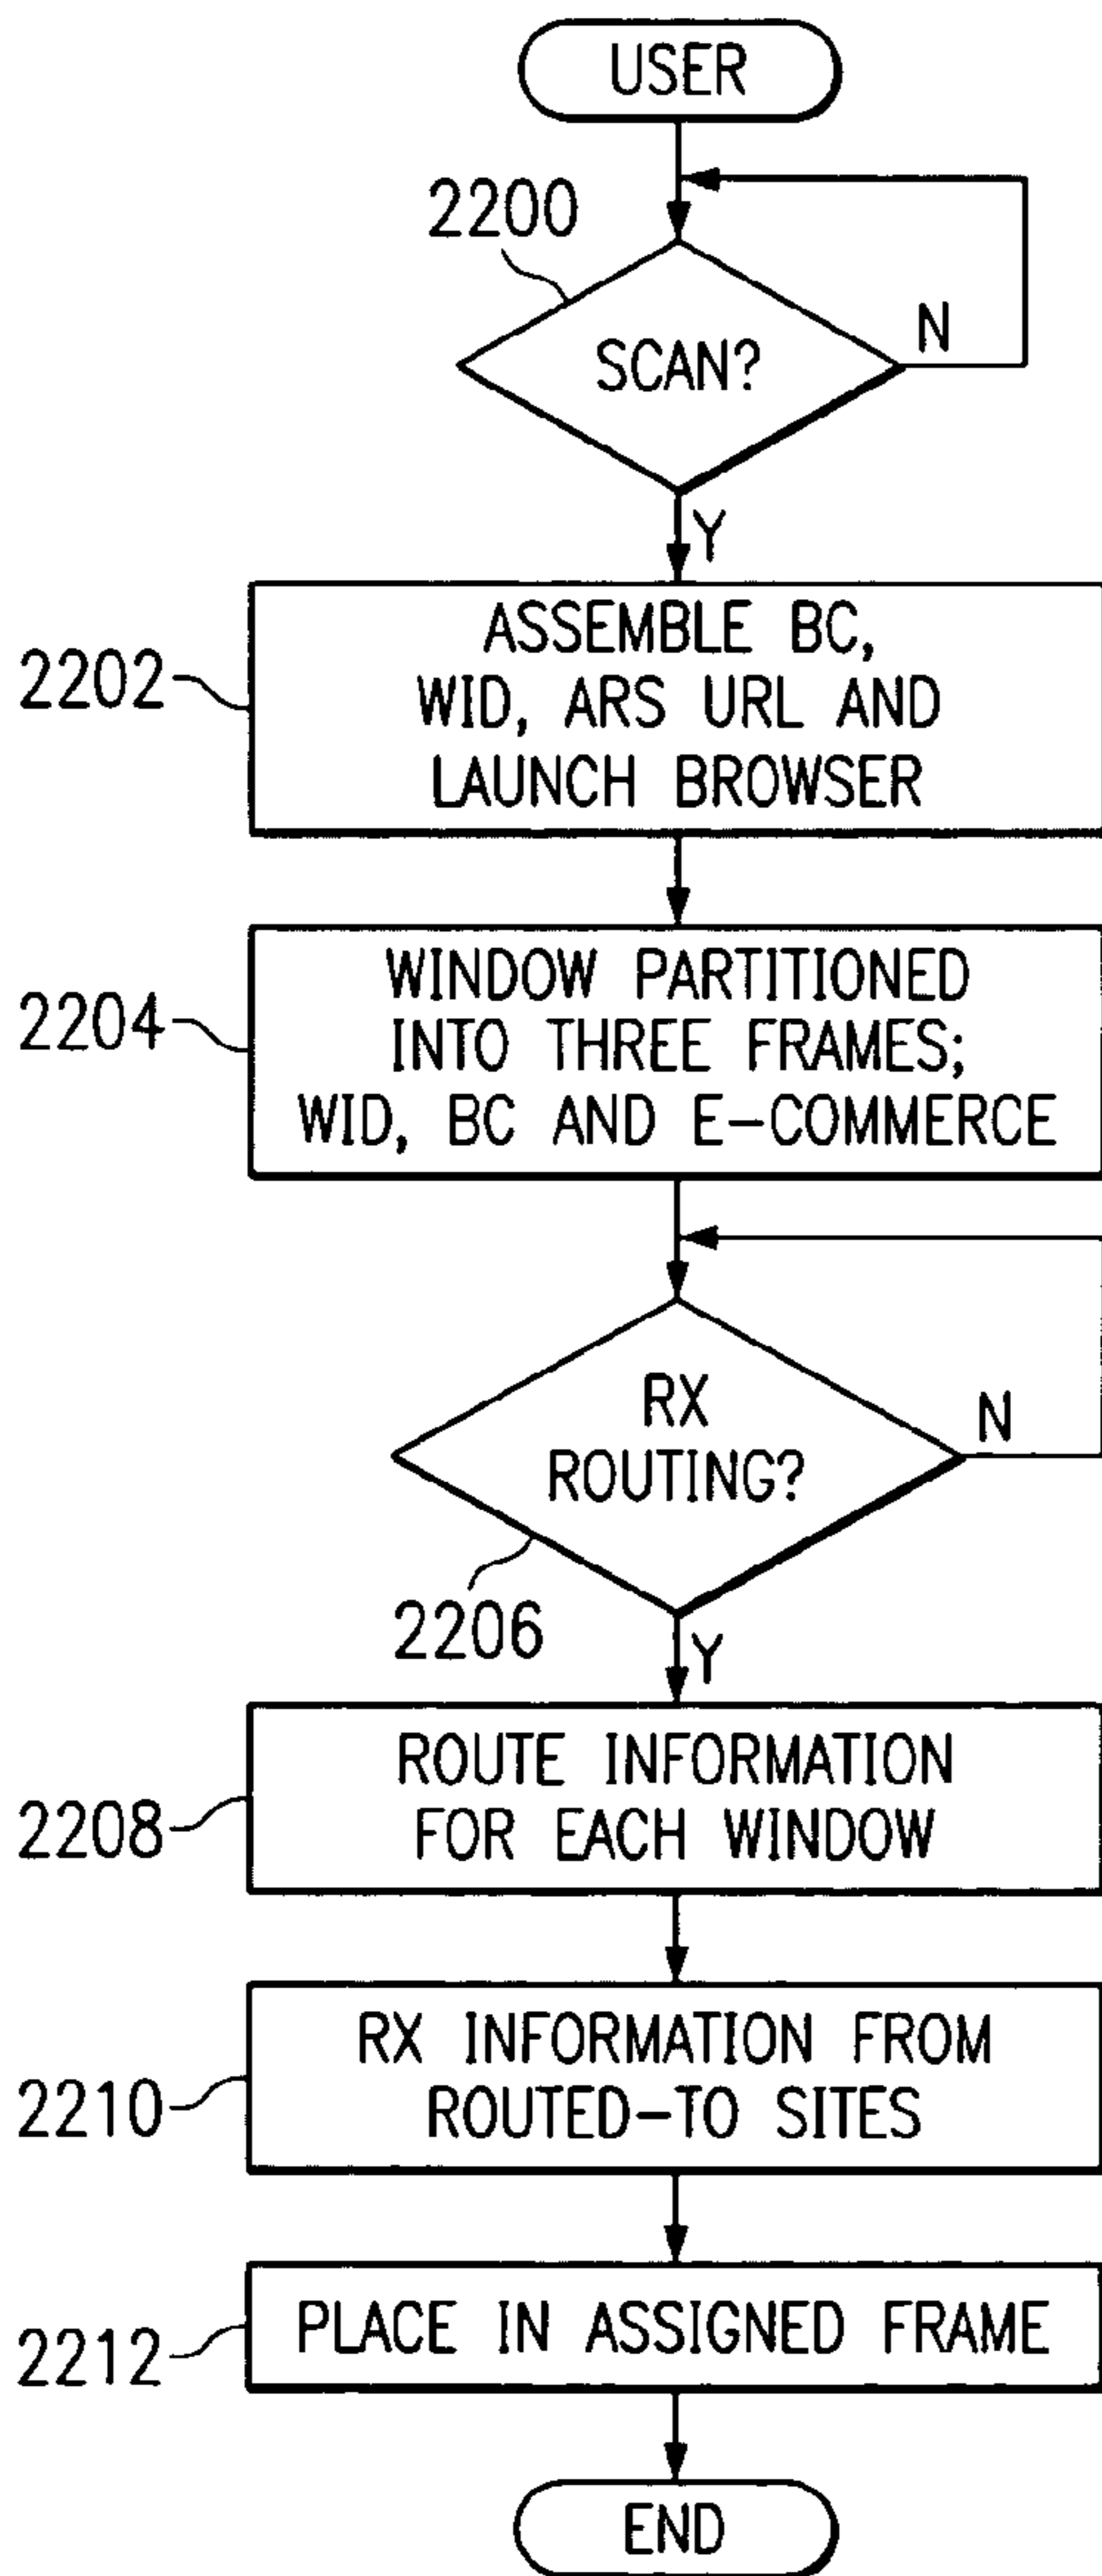 USER
2200
SCAN?
N
Y
2202
ASSEMBLE BC,
WID, ARS URL AND
LAUNCH BROWSER
2204
WINDOW PARTITIONED
INTO THREE FRAMES;
WID, BC AND E-COMMERCE
RX
ROUTING?
N
2206
Y
2208
ROUTE INFORMATION
FOR EACH WINDOW
2210
RX INFORMATION FROM
ROUTED-TO SITES
2212
PLACE IN ASSIGNED FRAME
END